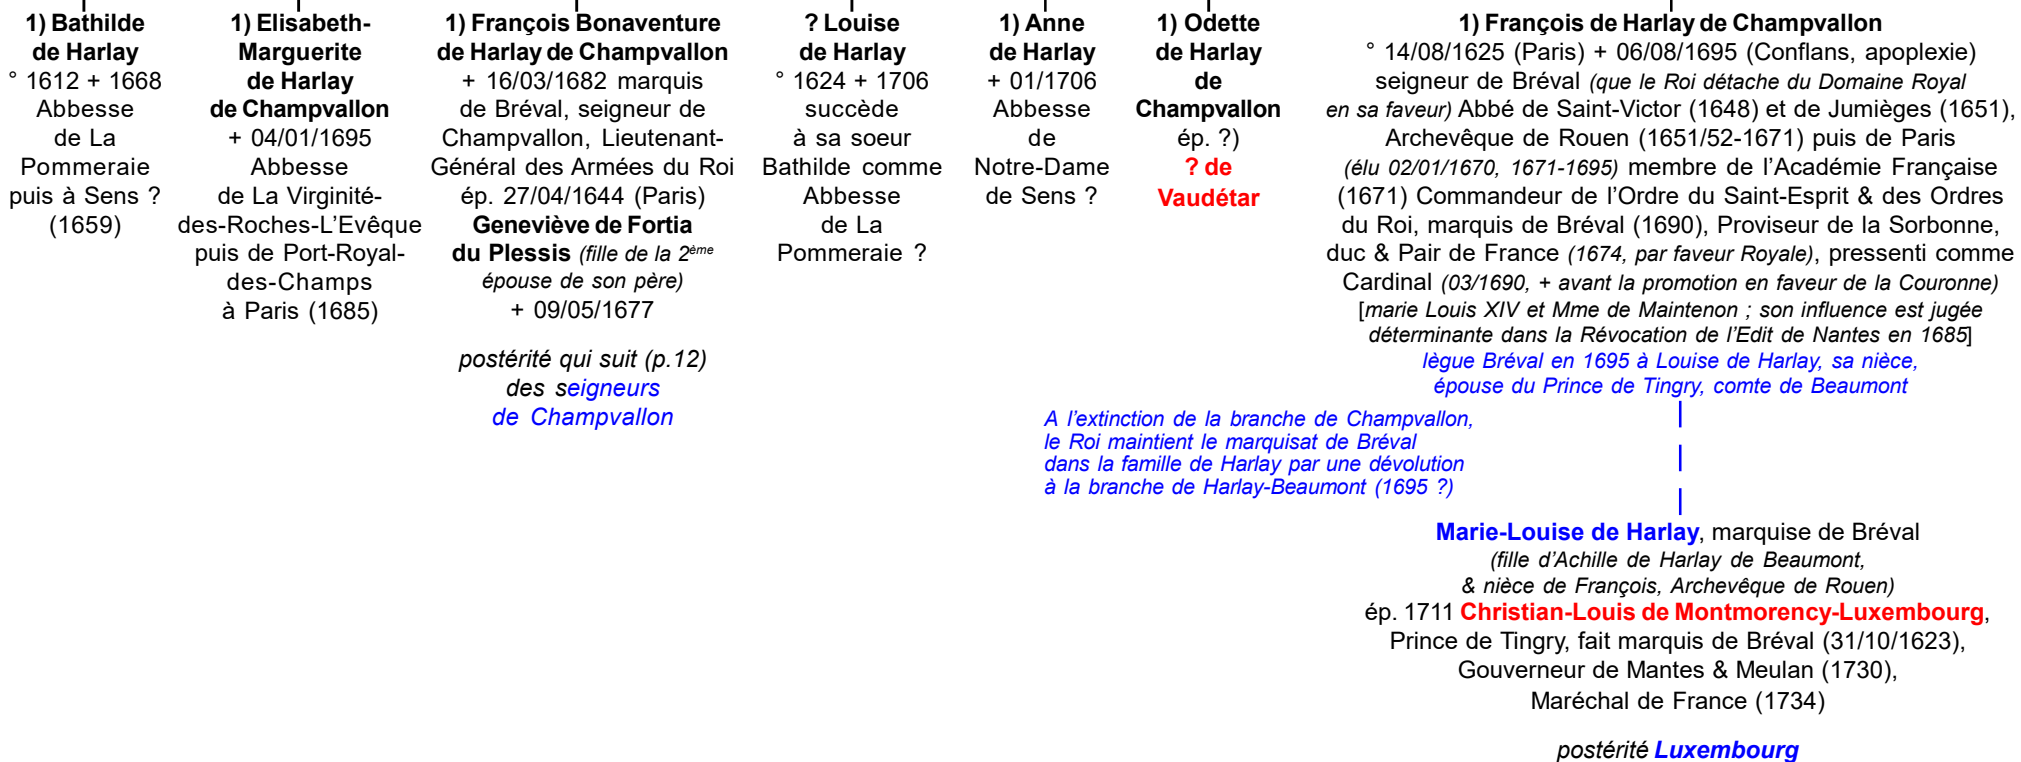 1) Bathilde
de Harlay
° 1612 + 1668
Abbesse
de La
Pommeraie
puis à Sens ?
(1659)
1) Elisabeth-
Marguerite
de Harlay
de Champvallon
+ 04/01/1695
Abbesse
de La Virginité-
des-Roches-L'Evêque
puis de Port-Royal-
des-Champs
à Paris (1685)
1) François Bonaventure
de Harlay de Champvallon
+ 16/03/1682 marquis
de Bréval, seigneur de
Champvallon, Lieutenant-
Général des Armées du Roi
ép. 27/04/1644 (Paris)
Geneviève de Fortia
du Plessis (fille de la 2ème
épouse de son père)
+ 09/05/1677
postérité qui suit (p.12)
des seigneurs
de Champvallon
? Louise
de Harlay
° 1624 + 1706
succède
à sa soeur
Bathilde comme
Abbesse
de La
Pommeraie ?
1) Anne
de Harlay
+ 01/1706
Abbesse
de
Notre-Dame
de Sens ?
1) Odette
de Harlay
de
Champvallon
ép. ?)
? de
Vaudétar
1) François de Harlay de Champvallon
° 14/08/1625 (Paris) + 06/08/1695 (Conflans, apoplexie)
seigneur de Bréval (que le Roi détache du Domaine Royal
en sa faveur) Abbé de Saint-Victor (1648) et de Jumièges (1651),
Archevêque de Rouen (1651/52-1671) puis de Paris
(élu 02/01/1670, 1671-1695) membre de l'Académie Française
(1671) Commandeur de l'Ordre du Saint-Esprit & des Ordres
du Roi, marquis de Bréval (1690), Proviseur de la Sorbonne,
duc & Pair de France (1674, par faveur Royale), pressenti comme
Cardinal (03/1690, + avant la promotion en faveur de la Couronne)
[marie Louis XIV et Mme de Maintenon ; son influence est jugée
déterminante dans la Révocation de l'Edit de Nantes en 1685]
lègue Bréval en 1695 à Louise de Harlay, sa nièce,
épouse du Prince de Tingry, comte de Beaumont
A l'extinction de la branche de Champvallon,
le Roi maintient le marquisat de Bréval
dans la famille de Harlay par une dévolution
à la branche de Harlay-Beaumont (1695 ?)
Marie-Louise de Harlay, marquise de Bréval
(fille d'Achille de Harlay de Beaumont,
& nièce de François, Archevêque de Rouen)
ép. 1711 Christian-Louis de Montmorency-Luxembourg,
Prince de Tingry, fait marquis de Bréval (31/10/1623),
Gouverneur de Mantes & Meulan (1730),
Maréchal de France (1734)
postérité Luxembourg